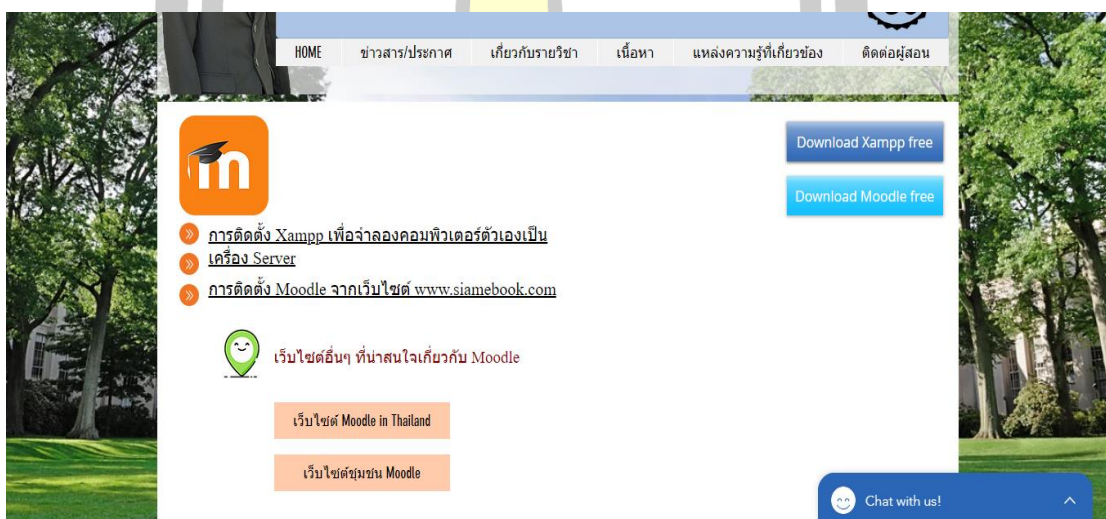 HOME ข่าวสาร/ประกาศ เกี่ยวกับรายวิชา เนื้อหา แหล่งความรู้ที่เกี่ยวข้อง ติดต่อผู้สอน
m
Download Xampp free
Download Moodle free
การติดตั้ง Xampp เพื่อจำลองคอมพิวเตอร์ตัวเองเป็น
เครื่อง Server
การติดตั้ง Moodle จากเว็บไซต์ www.siamebook.com
เว็บไซต์อื่นๆ ที่น่าสนใจเกี่ยวกับ Moodle
เว็บไซต์ Moodle in Thailand
เว็บไซต์ชุมชน Moodle
Chat with us!